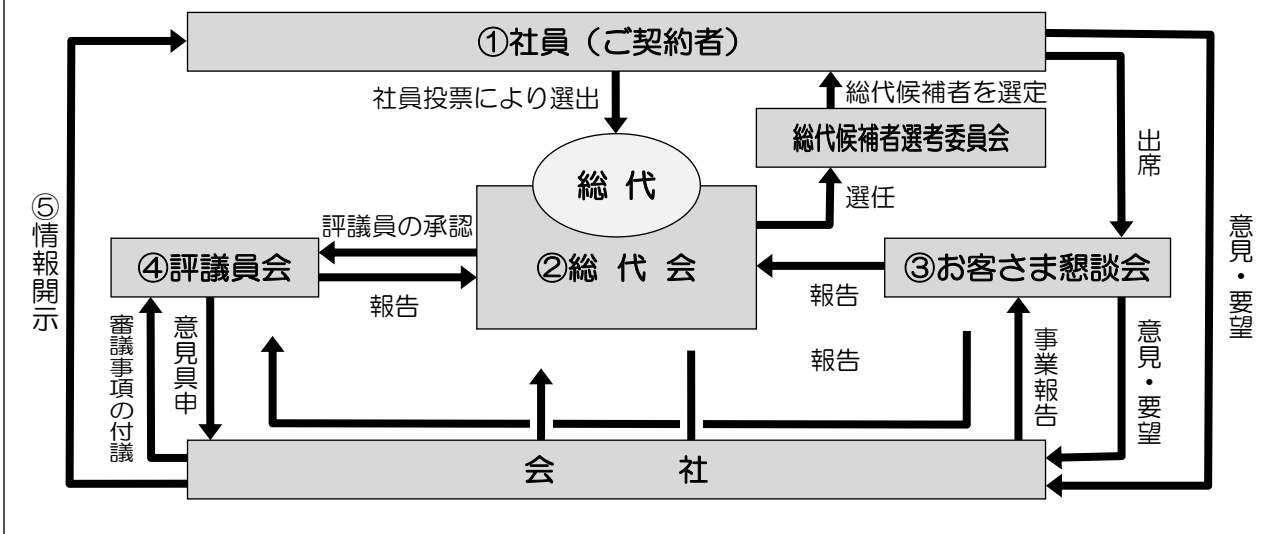 ①社員（ご契約者）
社員投票により選出
総代候補者を選定
総代候補者選考委員会
出席
総 代
選任
意見・要望
⑤情報開示
評議員の承認
④評議員会
②総 代 会
③お客さま懇談会
報告
報告
報告
審議事項の付議
意見具申
事業報告
意見・要望
会 社